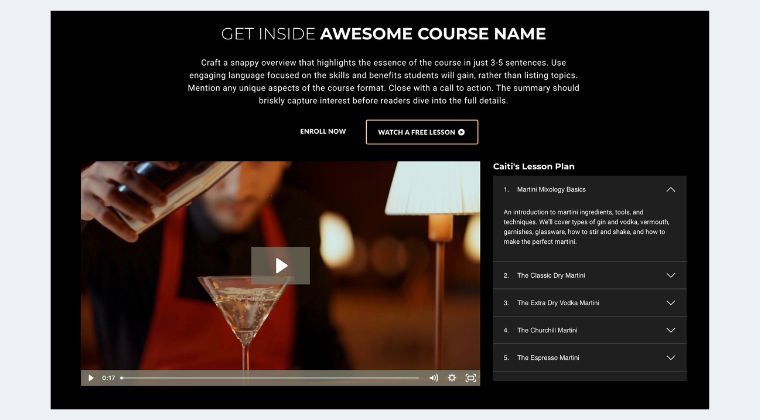 GET INSIDE AWESOME COURSE NAME
Craft a snappy overview that highlights the essence of the course in just 3-5 sentences. Use
engaging language focused on the skills and benefits students will gain, rather than listing topics.
Mention any unique aspects of the course format. Close with a call to action. The summary should
briskly capture interest before readers dive into the full details.
ENROLL NOW
WATCH A FREE LESSON
Caiti's Lesson Plan
1. Martini Mixology Basics
An introduction to martini ingredients, tools, and
techniques. We'll cover types of gin and vodka, vermouth,
garnishes, glassware, how to stir and shake, and how to
make the perfect martini.
2. The Classic Dry Martini
3. The Extra Dry Vodka Martini
4. The Churchill Martini
5. The Espresso Martini
0:17